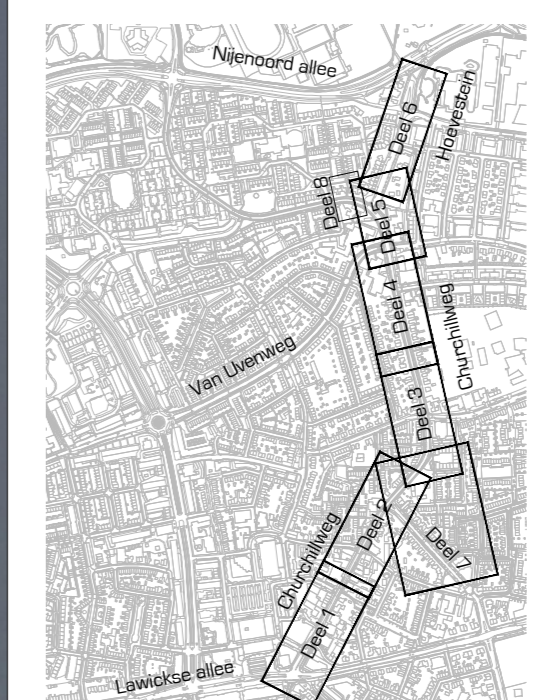 Nijenoord allee
Hoevestein
Deel 6
Deel 8
Deel 5
Deel 4
Churchillweg
Van Uvenweg
Deel 3
Deel 2
Churchillweg
Deel 7
Deel 1
Lawickse allee